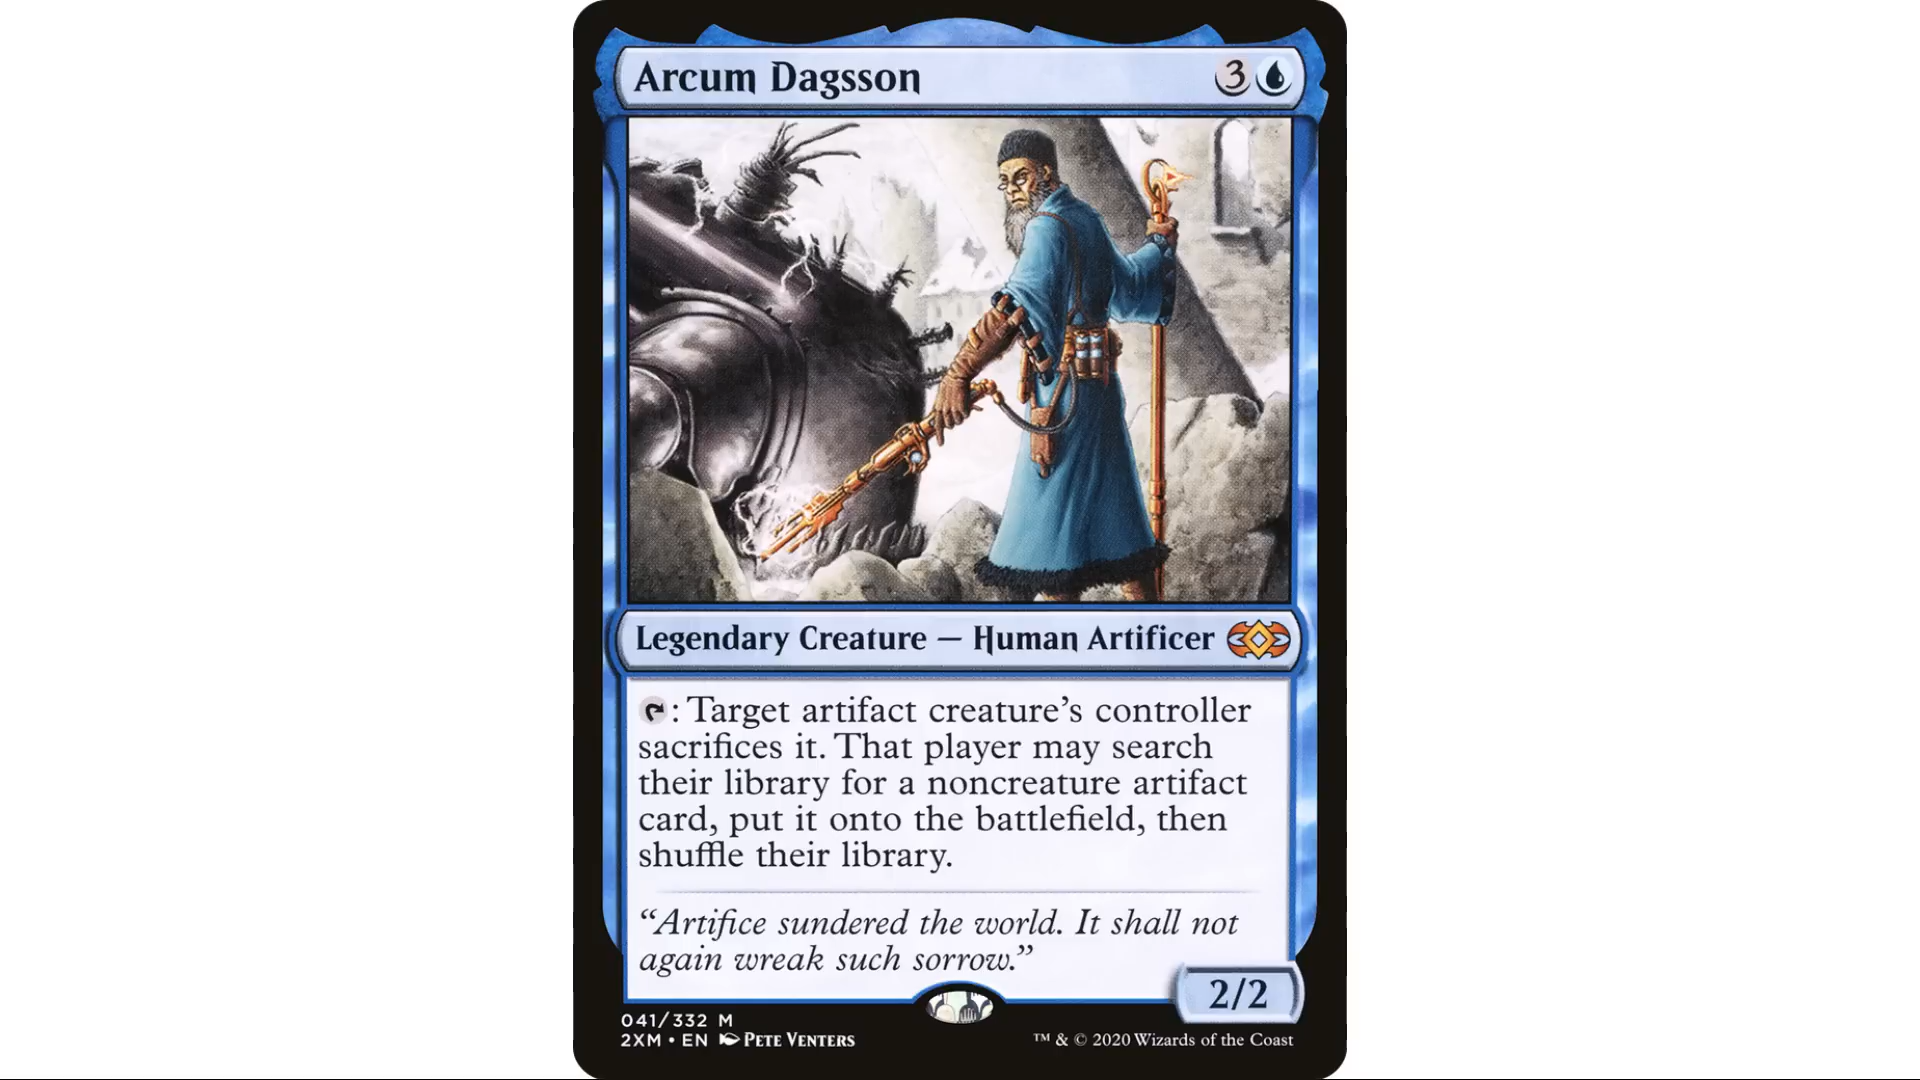 Arcum Dagsson 3
Legendary Creature — Human Artificer
: Target artifact creature's controller
sacrifices it. That player may search
their library for a noncreature artifact
card, put it onto the battlefield, then
shuffle their library.
“Artifice sundered the world. It shall not
again wreak such sorrow.”
2/2
041/332 M
2XM • EN PETE VENTERS
™ & © 2020 Wizards of the Coast